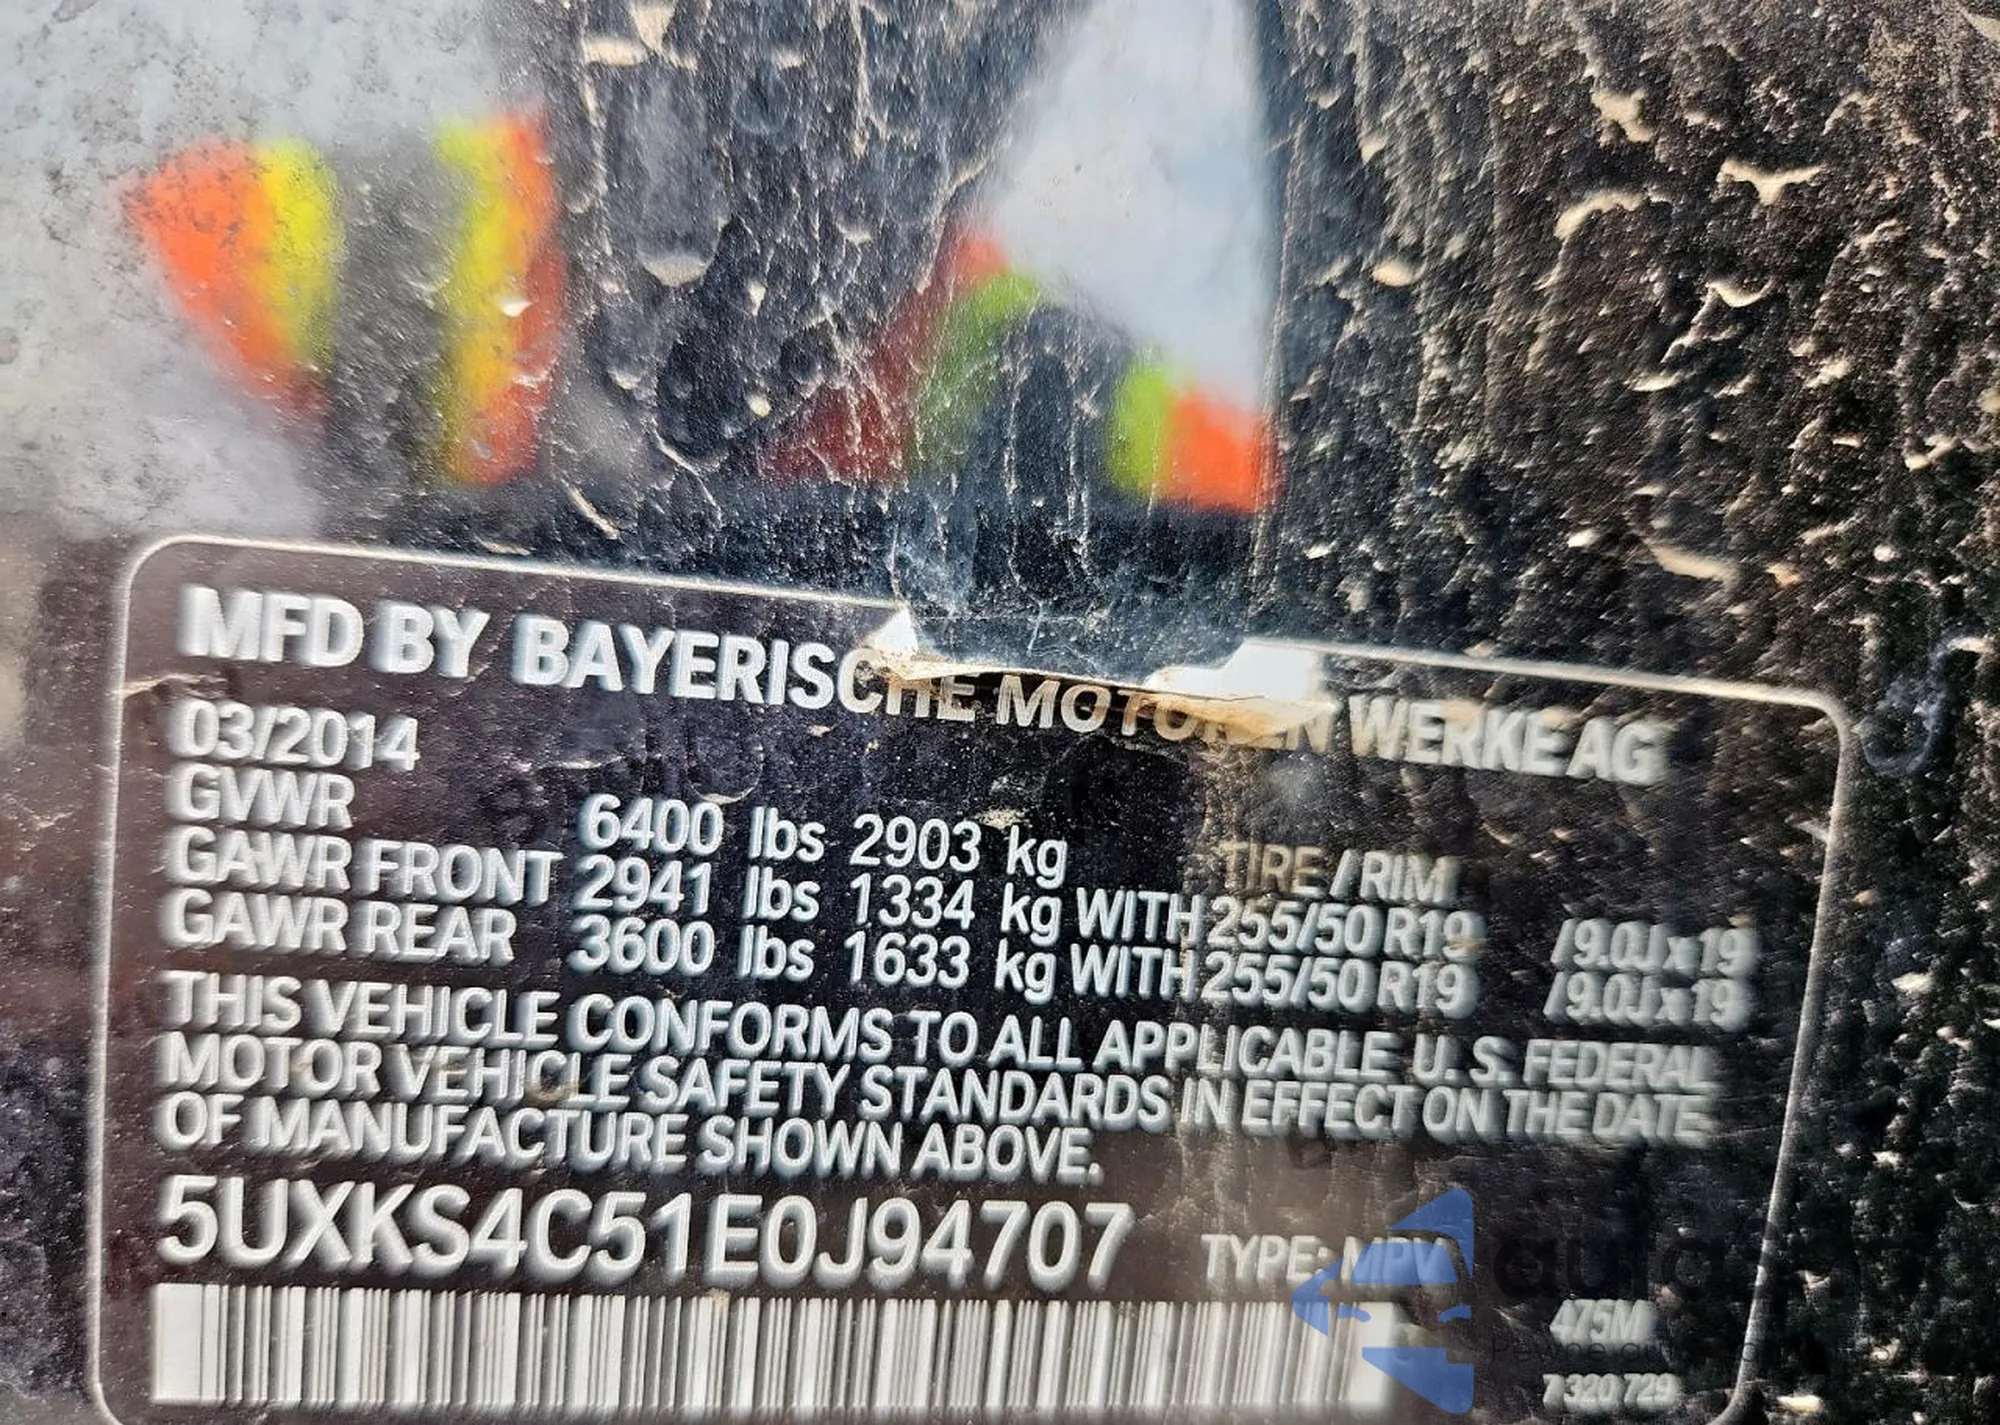 MFD BY BAYERISCHE MOTOREN WERKE AG
03/2014
GVWR 6400 lbs 2903 kg TIRE / RIM
GAWR FRONT 2941 lbs 1334 kg WITH 255/50 R19 / 9.0J x 19
GAWR REAR 3600 lbs 1633 kg WITH 255/50 R19 / 9.0J x 19
THIS VEHICLE CONFORMS TO ALL APPLICABLE U. S. FEDERAL
MOTOR VEHICLE SAFETY STANDARDS IN EFFECT ON THE DATE
OF MANUFACTURE SHOWN ABOVE.
5UXKS4C51E0J94707 TYPE: MPV
475M
7 320 729